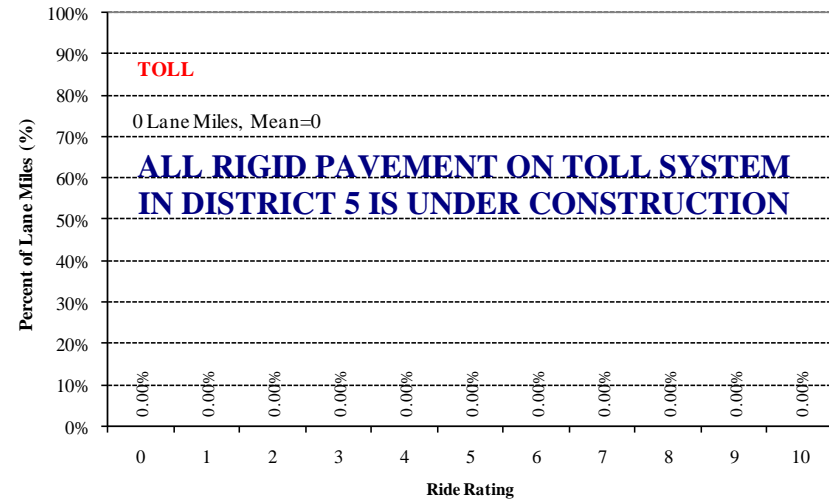 100%
90%
TOLL
80%
0 Lane Miles, Mean=0
70%
ALL RIGID PAVEMENT ON TOLL SYSTEM
60%
IN DISTRICT 5 IS UNDER CONSTRUCTION
50%
40%
30%
20%
10%
0%
Percent of Lane Miles (%)
0.00% 0.00% 0.00% 0.00% 0.00% 0.00% 0.00% 0.00% 0.00% 0.00% 0.00%
0 1 2 3 4 5 6 7 8 9 10
Ride Rating